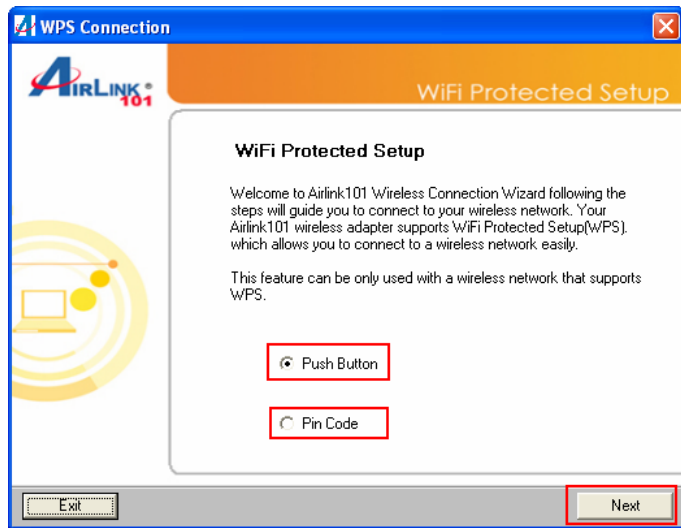 WPS Connection
AIRLINK
101
WiFi Protected Setup
WiFi Protected Setup
Welcome to Airlink101 Wireless Connection Wizard following the
steps will guide you to connect to your wireless network. Your
Airlink101 wireless adapter supports WiFi Protected Setup(WPS).
which allows you to connect to a wireless network easily.
This feature can be only used with a wireless network that supports
WPS.
Push Button
Pin Code
Exit
Next